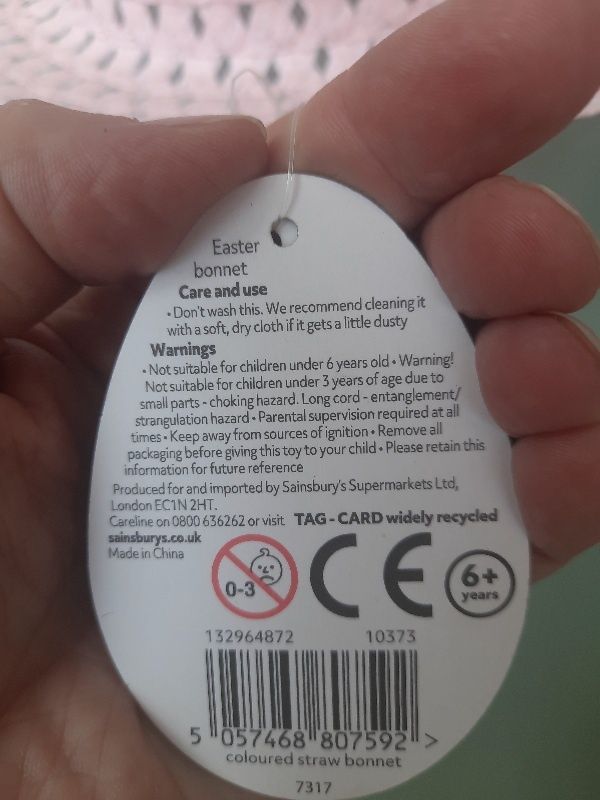 Easter
bonnet
Care and use
• Don't wash this. We recommend cleaning it
with a soft, dry cloth if it gets a little dusty
Warnings
• Not suitable for children under 6 years old • Warning!
Not suitable for children under 3 years of age due to
small parts - choking hazard. Long cord - entanglement/
strangulation hazard • Parental supervision required at all
times • Keep away from sources of ignition • Remove all
packaging before giving this toy to your child • Please retain this
information for future reference
Produced for and imported by Sainsbury's Supermarkets Ltd,
London EC1N 2HT.
Careline on 0800 636262 or visit TAG - CARD widely recycled
sainsburys.co.uk
Made in China
0-3
CE
6+
years
132964872 10373
5 057468 807592 >
coloured straw bonnet
7317